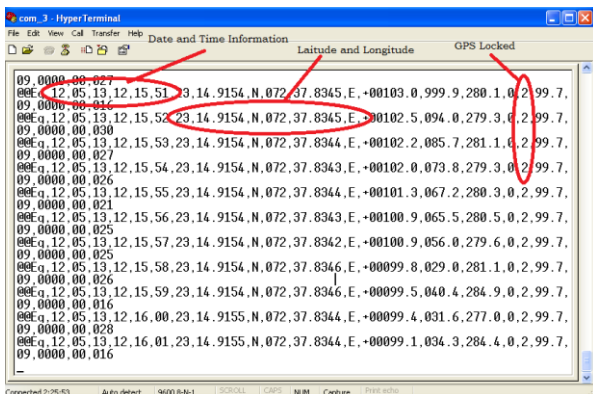 com_3 - HyperTerminal
File Edit View Call Transfer Help
Date and Time Information
Laitude and Longitude
GPS Locked
09,0000,00,027
@@Eq,12,05,13,12,15,51,23,14.9154,N,072,37.8345,E,+00103.0,999.9,280.1,0,2,99.7,
09,0000,00,016
@@Eq,12,05,13,12,15,52,23,14.9154,N,072,37.8345,E,+00102.5,094.0,279.3,0,2,99.7,
09,0000,00,030
@@Eq,12,05,13,12,15,53,23,14.9154,N,072,37.8344,E,+00102.2,085.7,281.1,0,2,99.7,
09,0000,00,027
@@Eq,12,05,13,12,15,54,23,14.9154,N,072,37.8343,E,+00102.0,073.8,279.3,0,2,99.7,
09,0000,00,026
@@Eq,12,05,13,12,15,55,23,14.9154,N,072,37.8344,E,+00101.3,067.2,280.3,0,2,99.7,
09,0000,00,021
@@Eq,12,05,13,12,15,56,23,14.9154,N,072,37.8343,E,+00100.9,065.5,280.5,0,2,99.7,
09,0000,00,025
@@Eq,12,05,13,12,15,57,23,14.9154,N,072,37.8342,E,+00100.9,056.0,279.6,0,2,99.7,
09,0000,00,025
@@Eq,12,05,13,12,15,58,23,14.9154,N,072,37.8346,E,+00099.8,029.0,281.1,0,2,99.7,
09,0000,00,026
@@Eq,12,05,13,12,15,59,23,14.9154,N,072,37.8346,E,+00099.5,040.4,284.9,0,2,99.7,
09,0000,00,016
@@Eq,12,05,13,12,16,00,23,14.9155,N,072,37.8344,E,+00099.4,031.6,277.0,0,2,99.7,
09,0000,00,028
@@Eq,12,05,13,12,16,01,23,14.9155,N,072,37.8344,E,+00099.1,034.3,284.4,0,2,99.7,
09,0000,00,016
Connected 2:25:53 Auto detect 9600 8-N-1 SCROLL CAPS NUM Capture Print echo